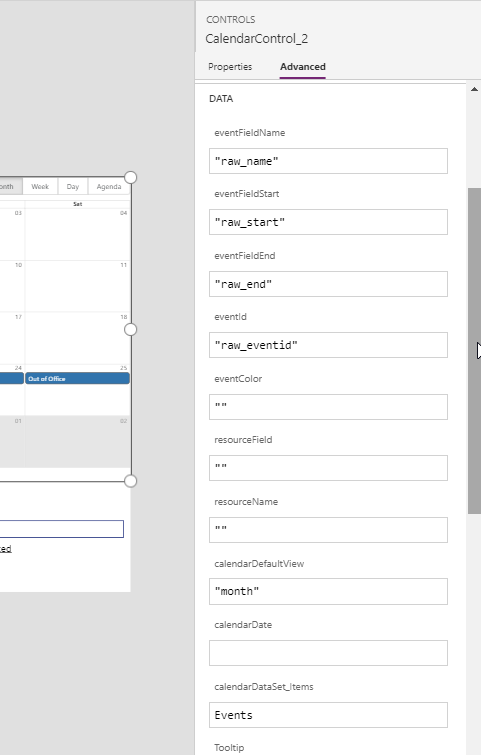 CONTROLS
CalendarControl_2
Properties Advanced
DATA
eventFieldName
"raw_name"
eventFieldStart
"raw_start"
eventFieldEnd
"raw_end"
eventId
"raw_eventid"
eventColor
""
resourceField
""
resourceName
""
calendarDefaultView
"month"
calendarDate
calendarDataSet_Items
Events
Tooltip
onth Week Day Agenda
Sat
03 04
10 11
17 18
24 25
Out of Office
01 02
ted